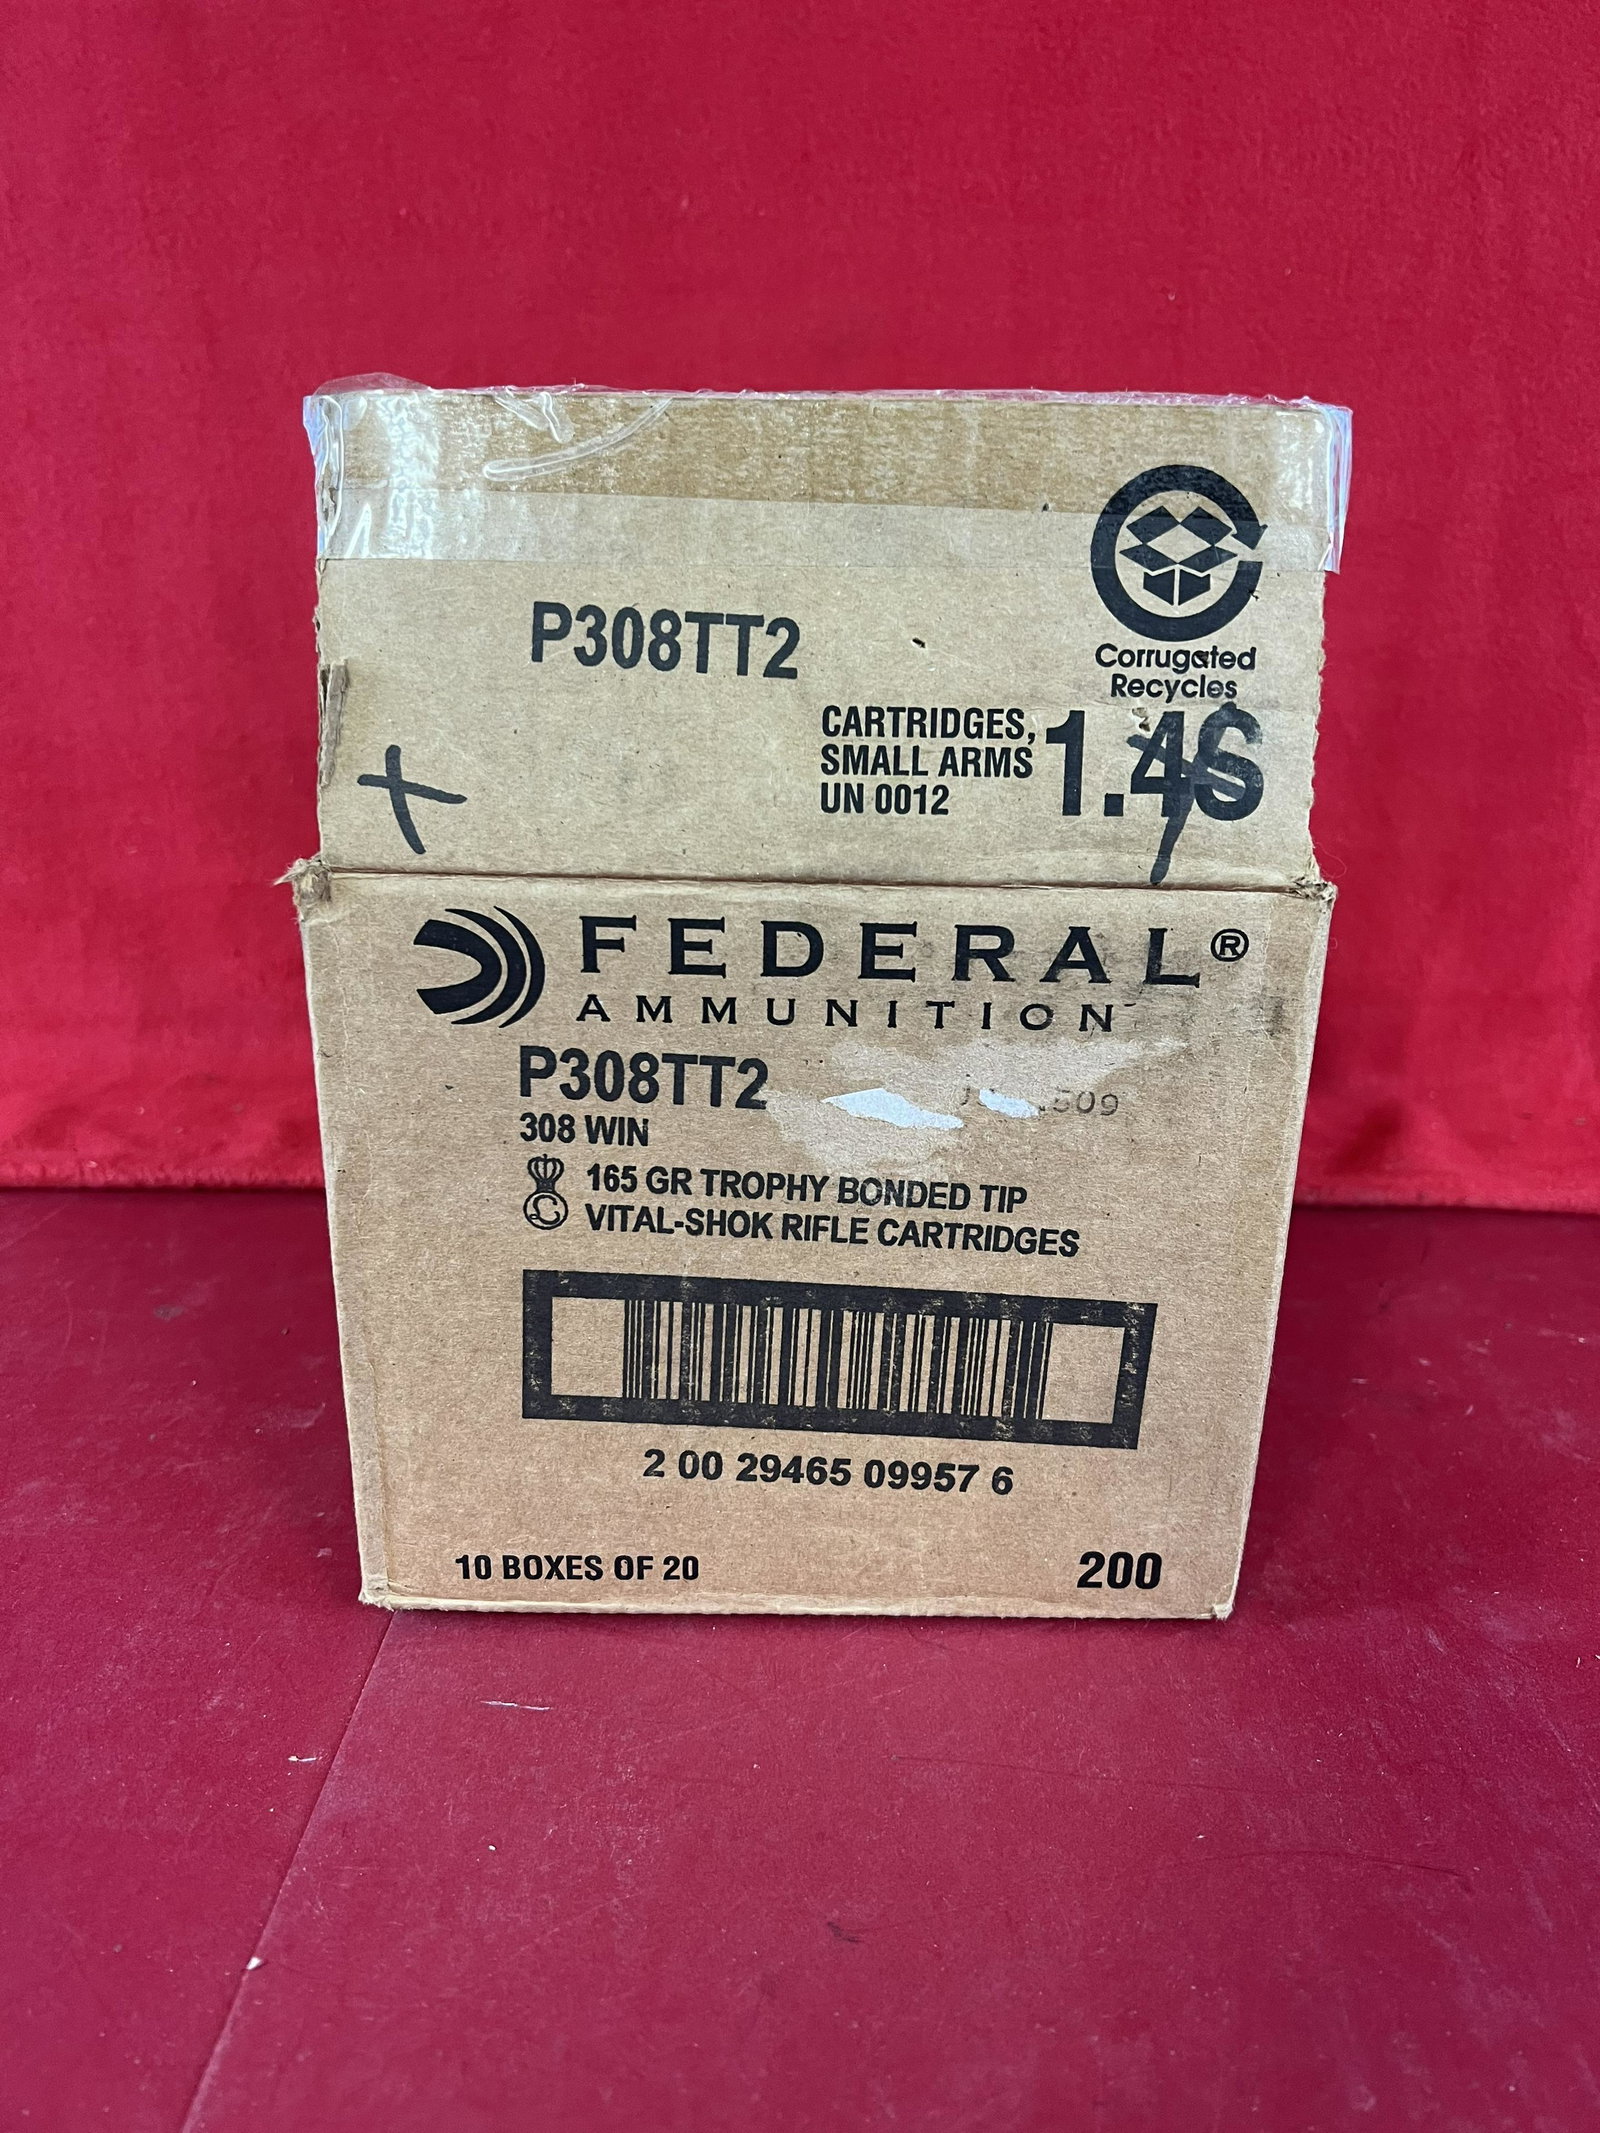 Corrugated
Recycles
P308TT2
CARTRIDGES,
SMALL ARMS
UN 0012
1.4S
FEDERAL®
AMMUNITION
P308TT2
308 WIN
165 GR TROPHY BONDED TIP
VITAL-SHOK RIFLE CARTRIDGES
2 00 29465 09957 6
10 BOXES OF 20
200